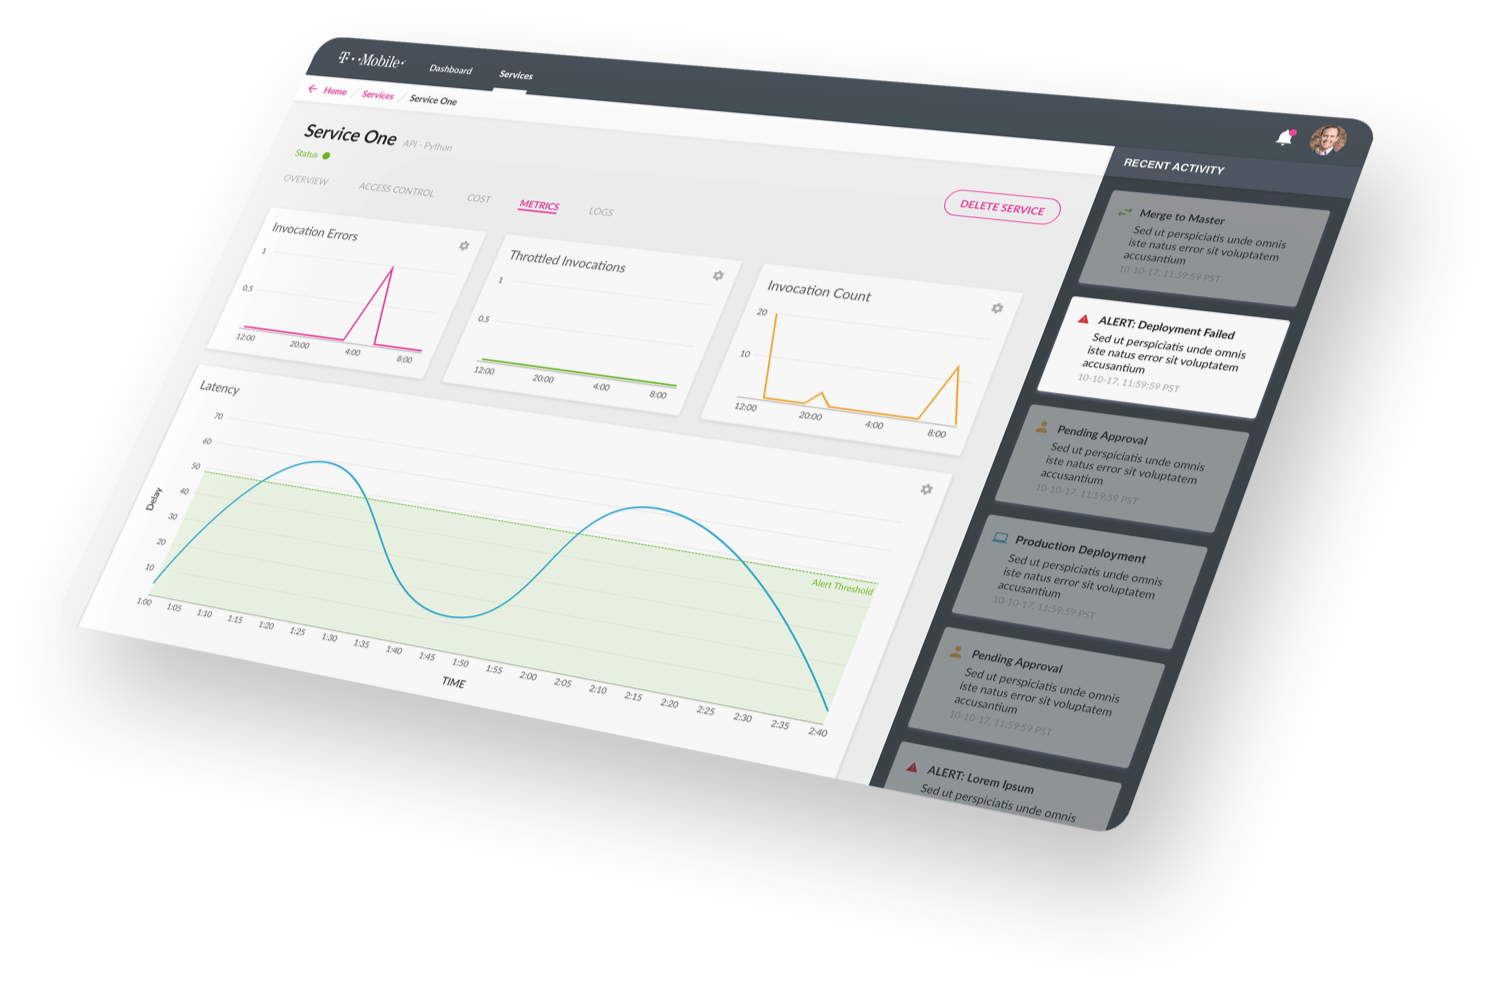 T··Mobile·
Dashboard
Services
Home / Services / Service One
Service One API - Python
Status
OVERVIEW
ACCESS CONTROL
COST
METRICS
LOGS
DELETE SERVICE
Invocation Errors
1
0.5
12:00 20:00 4:00 8:00
Throttled Invocations
1
0.5
12:00 20:00 4:00 8:00
Invocation Count
20
10
12:00 20:00 4:00 8:00
Latency
70
60
50
40
30
20
10
Delay
Alert Threshold
1:00 1:05 1:10 1:15 1:20 1:25 1:30 1:35 1:40 1:45 1:50 1:55 2:00 2:05 2:10 2:15 2:20 2:25 2:30 2:35 2:40
TIME
RECENT ACTIVITY
Merge to Master
Sed ut perspiciatis unde omnis
iste natus error sit voluptatem
accusantium
10-10-17, 11:59:59 PST
ALERT: Deployment Failed
Sed ut perspiciatis unde omnis
iste natus error sit voluptatem
accusantium
10-10-17, 11:59:59 PST
Pending Approval
Sed ut perspiciatis unde omnis
iste natus error sit voluptatem
accusantium
10-10-17, 11:59:59 PST
Production Deployment
Sed ut perspiciatis unde omnis
iste natus error sit voluptatem
accusantium
10-10-17, 11:59:59 PST
Pending Approval
Sed ut perspiciatis unde omnis
iste natus error sit voluptatem
accusantium
10-10-17, 11:59:59 PST
ALERT: Lorem Ipsum
Sed ut perspiciatis unde omnis